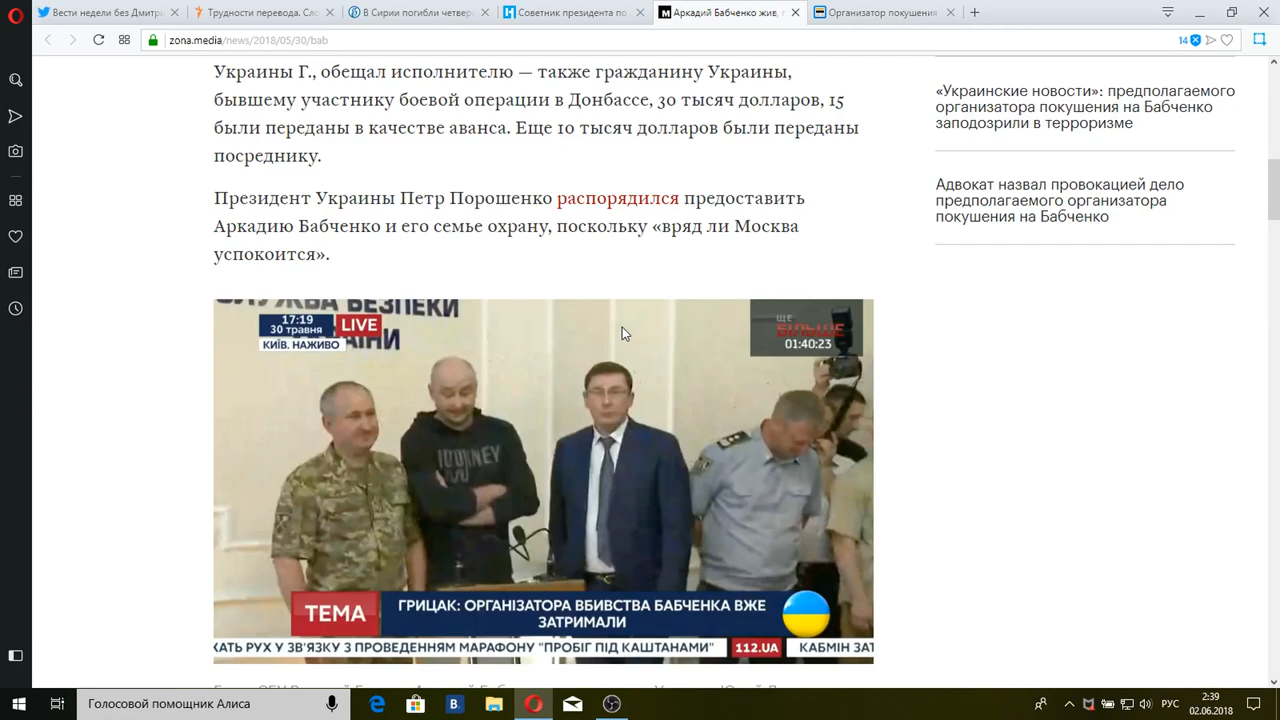 Вести недели без Дмитри
Трудности перевода. Сло
В Сирии погибли четвер
Советник президента по
Аркадий Бабченко жив, г
Организатор покушения
zona.media/news/2018/05/30/bab
14
Украины Г., обещал исполнителю — также гражданину Украины,
бывшему участнику боевой операции в Донбассе, 30 тысяч долларов, 15
были переданы в качестве аванса. Еще 10 тысяч долларов были переданы
посреднику.
Президент Украины Петр Порошенко распорядился предоставить
Аркадию Бабченко и его семье охрану, поскольку «вряд ли Москва
успокоится».
«Украинские новости»: предполагаемого
организатора покушения на Бабченко
заподозрили в терроризме
Адвокат назвал провокацией дело
предполагаемого организатора
покушения на Бабченко
СЛУЖБА БЕЗПЕКИ
17:19
30 травня
LIVE
КИЇВ. НАЖИВО
ЩЕ
БІЛЬШЕ
01:40:23
ТЕМА
ГРИЦАК: ОРГАНІЗАТОРА ВБИВСТВА БАБЧЕНКА ВЖЕ
ЗАТРИМАЛИ
ЖАТЬ РУХ У ЗВ'ЯЗКУ З ПРОВЕДЕННЯМ МАРАФОНУ "ПРОБІГ ПІД КАШТАНАМИ"
112.UA
КАБМІН ЗАТ
Голосовой помощник Алиса
РУС
2:39
02.06.2018